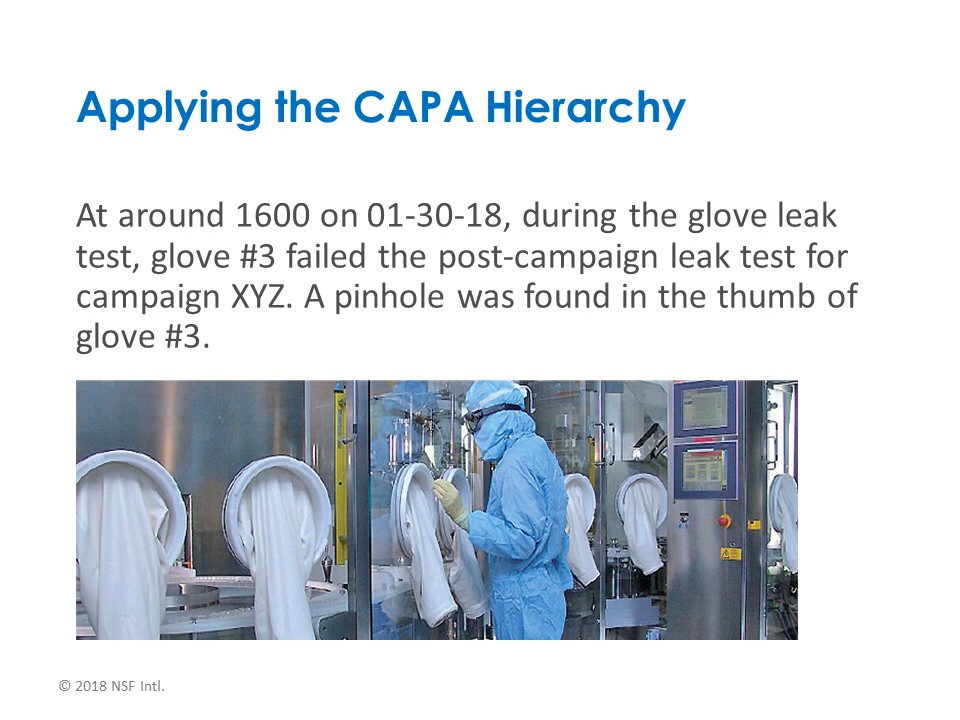 Applying the CAPA Hierarchy
At around 1600 on 01-30-18, during the glove leak
test, glove #3 failed the post-campaign leak test for
campaign XYZ. A pinhole was found in the thumb of
glove #3.
© 2018 NSF Intl.